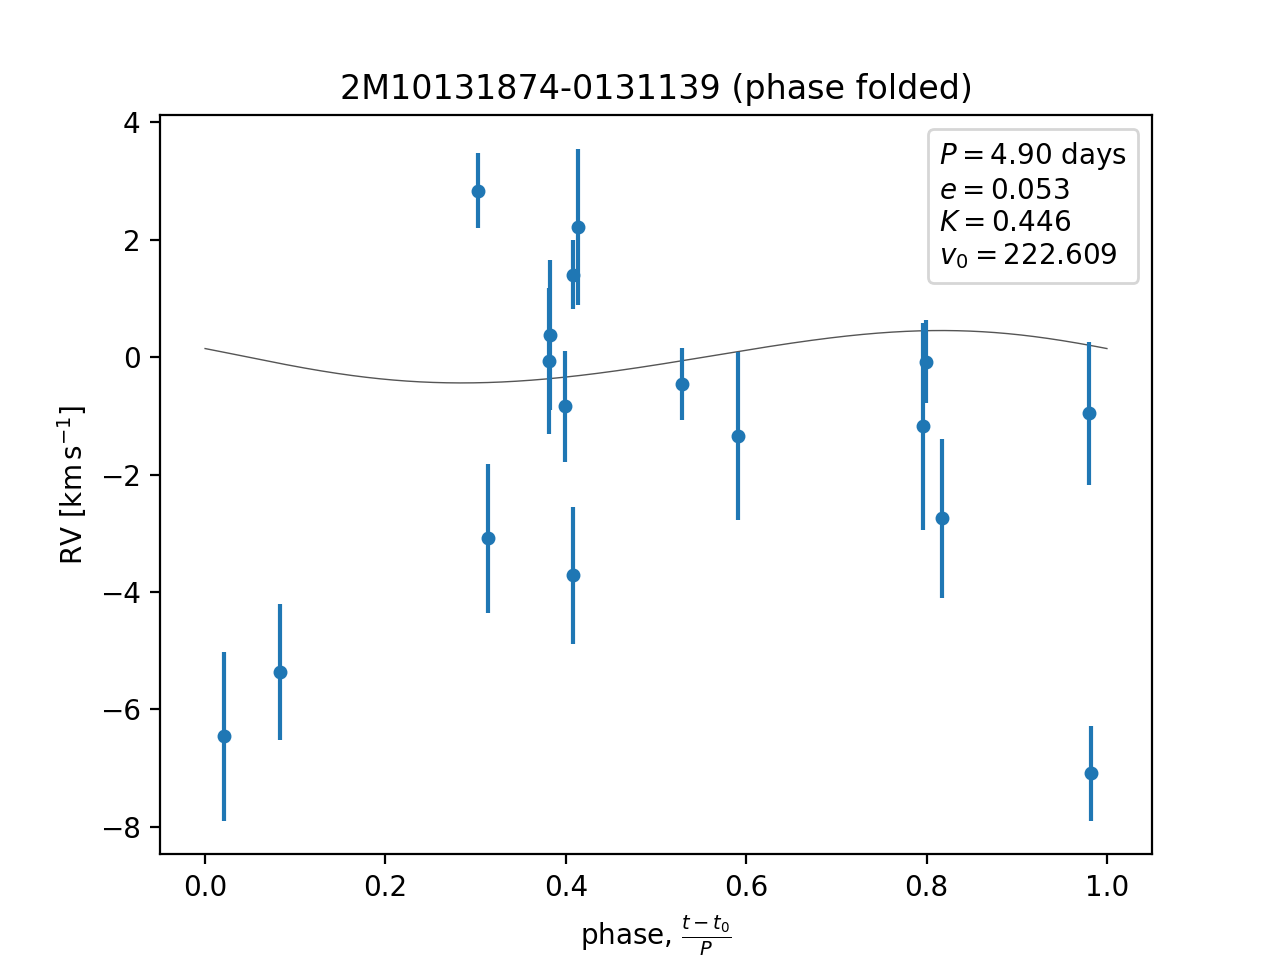 2M10131874-0131139 (phase folded)
P = 4.90 days
e = 0.053
K = 0.446
v₀ = 222.609
4
2
0
−2
−4
−6
−8
RV [km s⁻¹]
0.0 0.2 0.4 0.6 0.8 1.0
phase, (t − t₀)/P